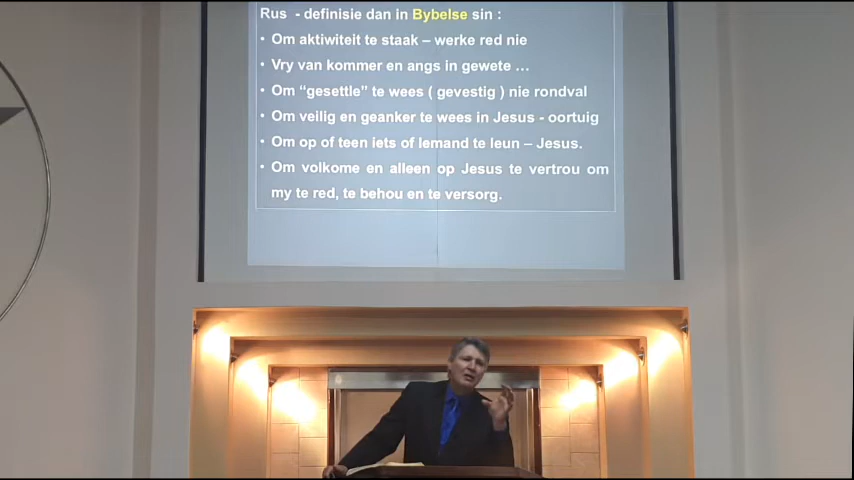 Rus - definisie dan in Bybelse sin :
• Om aktiwiteit te staak – werke red nie
• Vry van kommer en angs in gewete ...
• Om “gesettle” te wees ( gevestig ) nie rondval
• Om veilig en geanker te wees in Jesus - oortuig
• Om op of teen iets of Iemand te leun – Jesus.
• Om volkome en alleen op Jesus te vertrou om
my te red, te behou en te versorg.